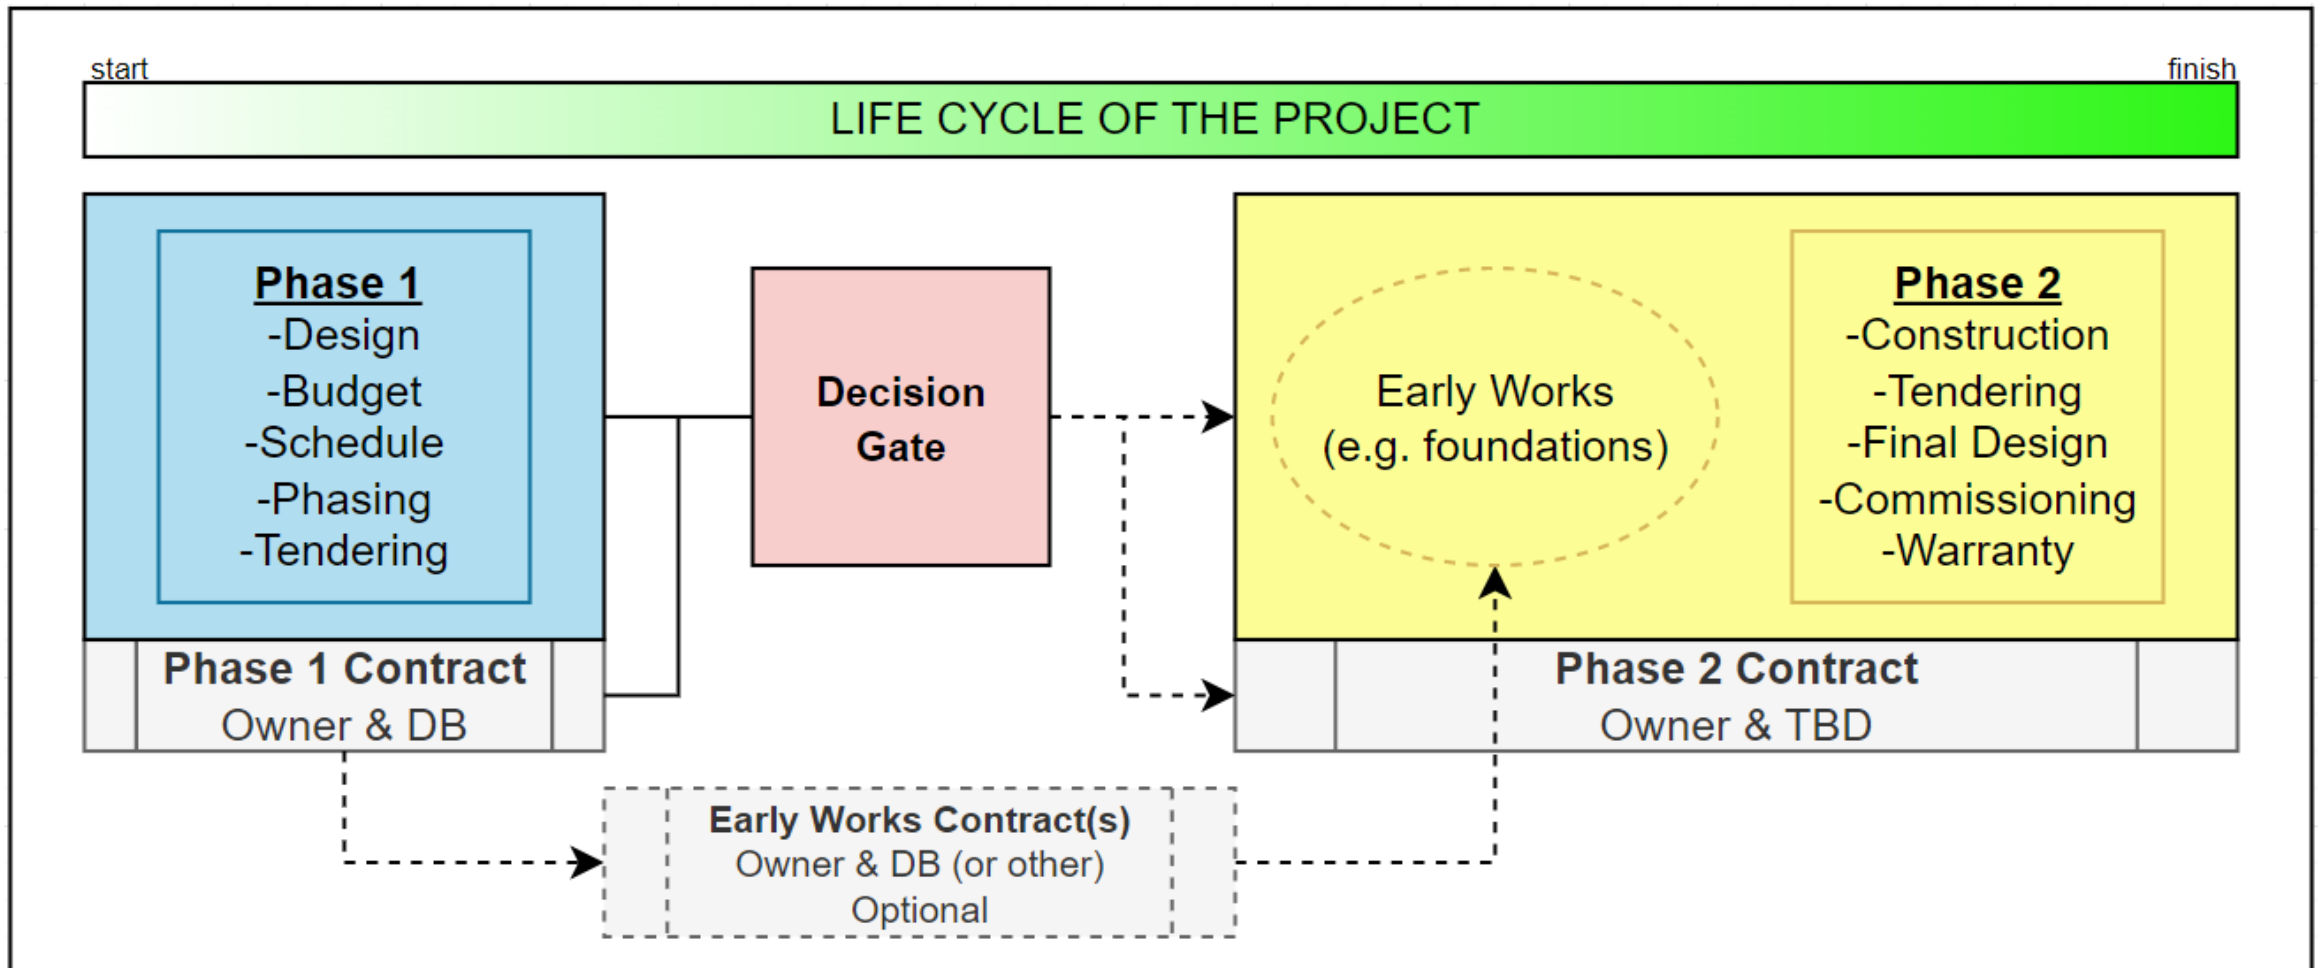 start
finish
LIFE CYCLE OF THE PROJECT
Phase 1
-Design
-Budget
-Schedule
-Phasing
-Tendering
Phase 1 Contract
Owner & DB
Decision
Gate
Early Works
(e.g. foundations)
Phase 2
-Construction
-Tendering
-Final Design
-Commissioning
-Warranty
Phase 2 Contract
Owner & TBD
Early Works Contract(s)
Owner & DB (or other)
Optional